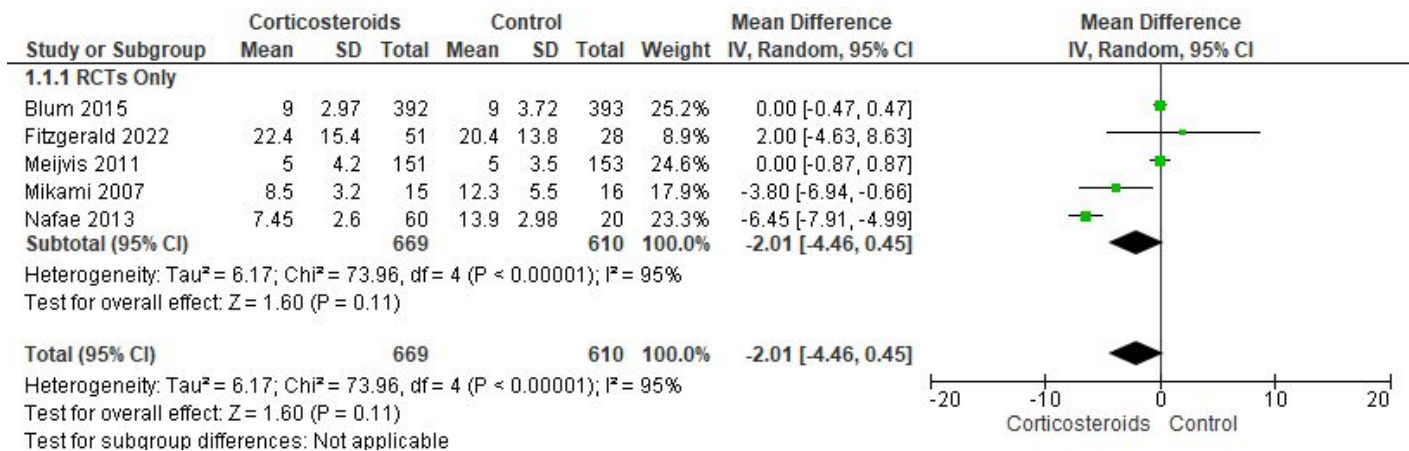 Corticosteroids Control Mean Difference Mean Difference
Study or Subgroup Mean SD Total Mean SD Total Weight IV, Random, 95% CI IV, Random, 95% CI
1.1.1 RCTs Only
Blum 2015 9 2.97 392 9 3.72 393 25.2% 0.00 [-0.47, 0.47]
Fitzgerald 2022 22.4 15.4 51 20.4 13.8 28 8.9% 2.00 [-4.63, 8.63]
Meijvis 2011 5 4.2 151 5 3.5 153 24.6% 0.00 [-0.87, 0.87]
Mikami 2007 8.5 3.2 15 12.3 5.5 16 17.9% -3.80 [-6.94, -0.66]
Nafae 2013 7.45 2.6 60 13.9 2.98 20 23.3% -6.45 [-7.91, -4.99]
Subtotal (95% CI) 669 610 100.0% -2.01 [-4.46, 0.45]
Heterogeneity: Tau² = 6.17; Chi² = 73.96, df = 4 (P < 0.00001); I² = 95%
Test for overall effect: Z = 1.60 (P = 0.11)
Total (95% CI) 669 610 100.0% -2.01 [-4.46, 0.45]
Heterogeneity: Tau² = 6.17; Chi² = 73.96, df = 4 (P < 0.00001); I² = 95%
Test for overall effect: Z = 1.60 (P = 0.11)
Test for subgroup differences: Not applicable
-20 -10 0 10 20
Corticosteroids Control